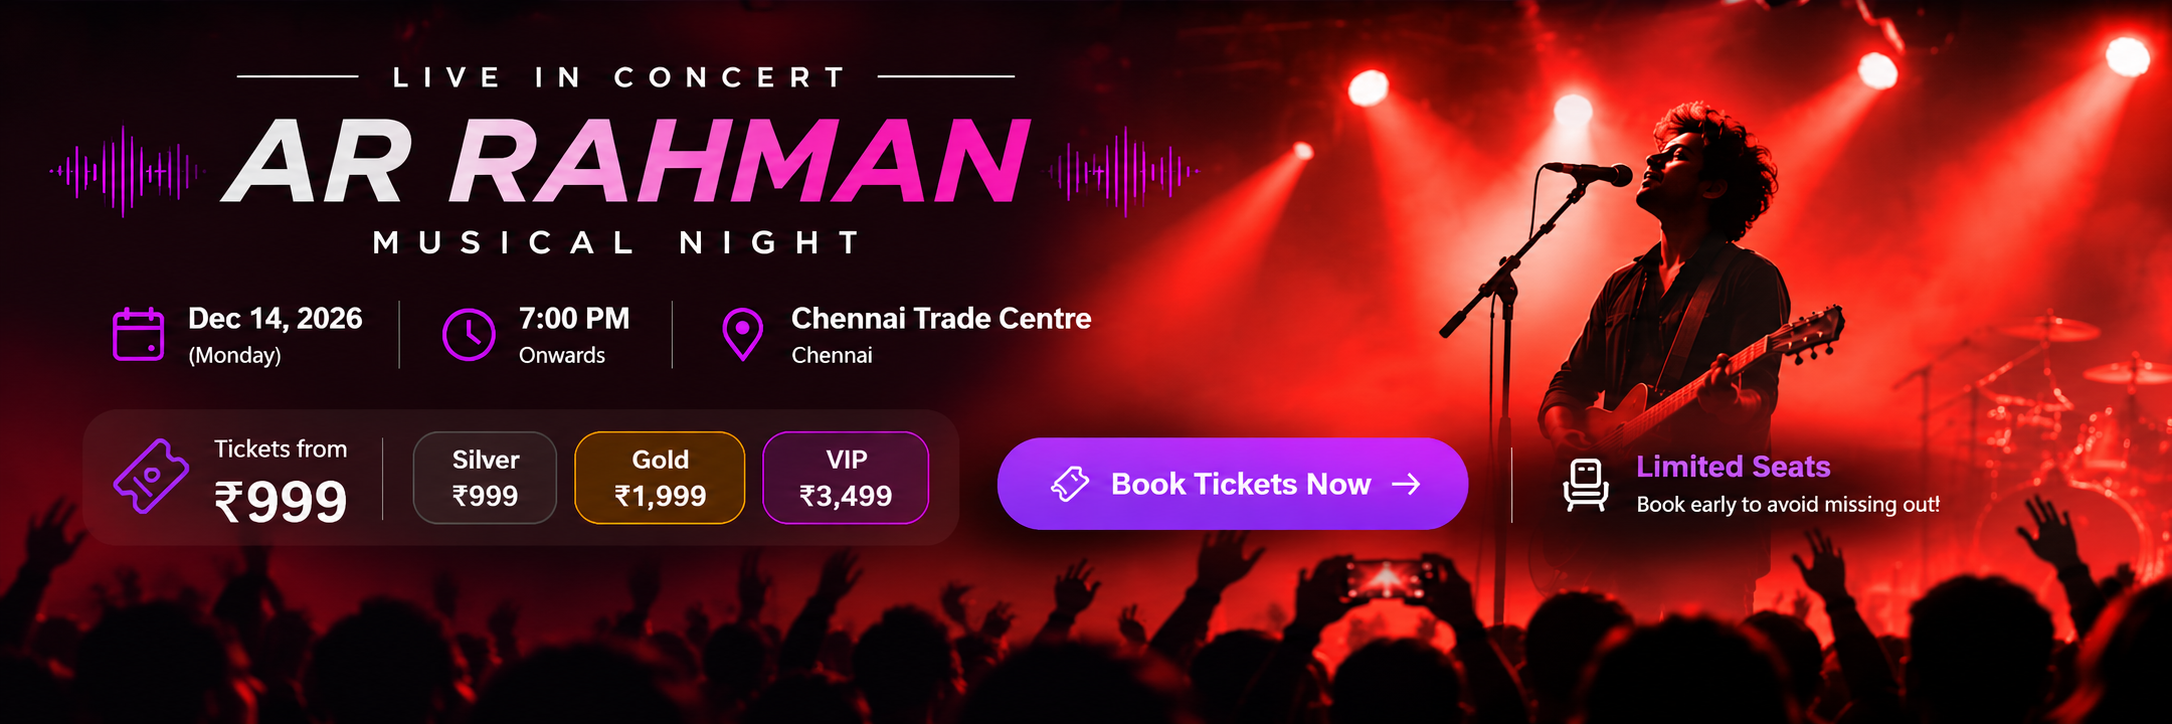 LIVE IN CONCERT
AR RAHMAN
MUSICAL NIGHT
Dec 14, 2026
(Monday)
7:00 PM
Onwards
Chennai Trade Centre
Chennai
Tickets from
₹999
Silver
₹999
Gold
₹1,999
VIP
₹3,499
Book Tickets Now →
Limited Seats
Book early to avoid missing out!